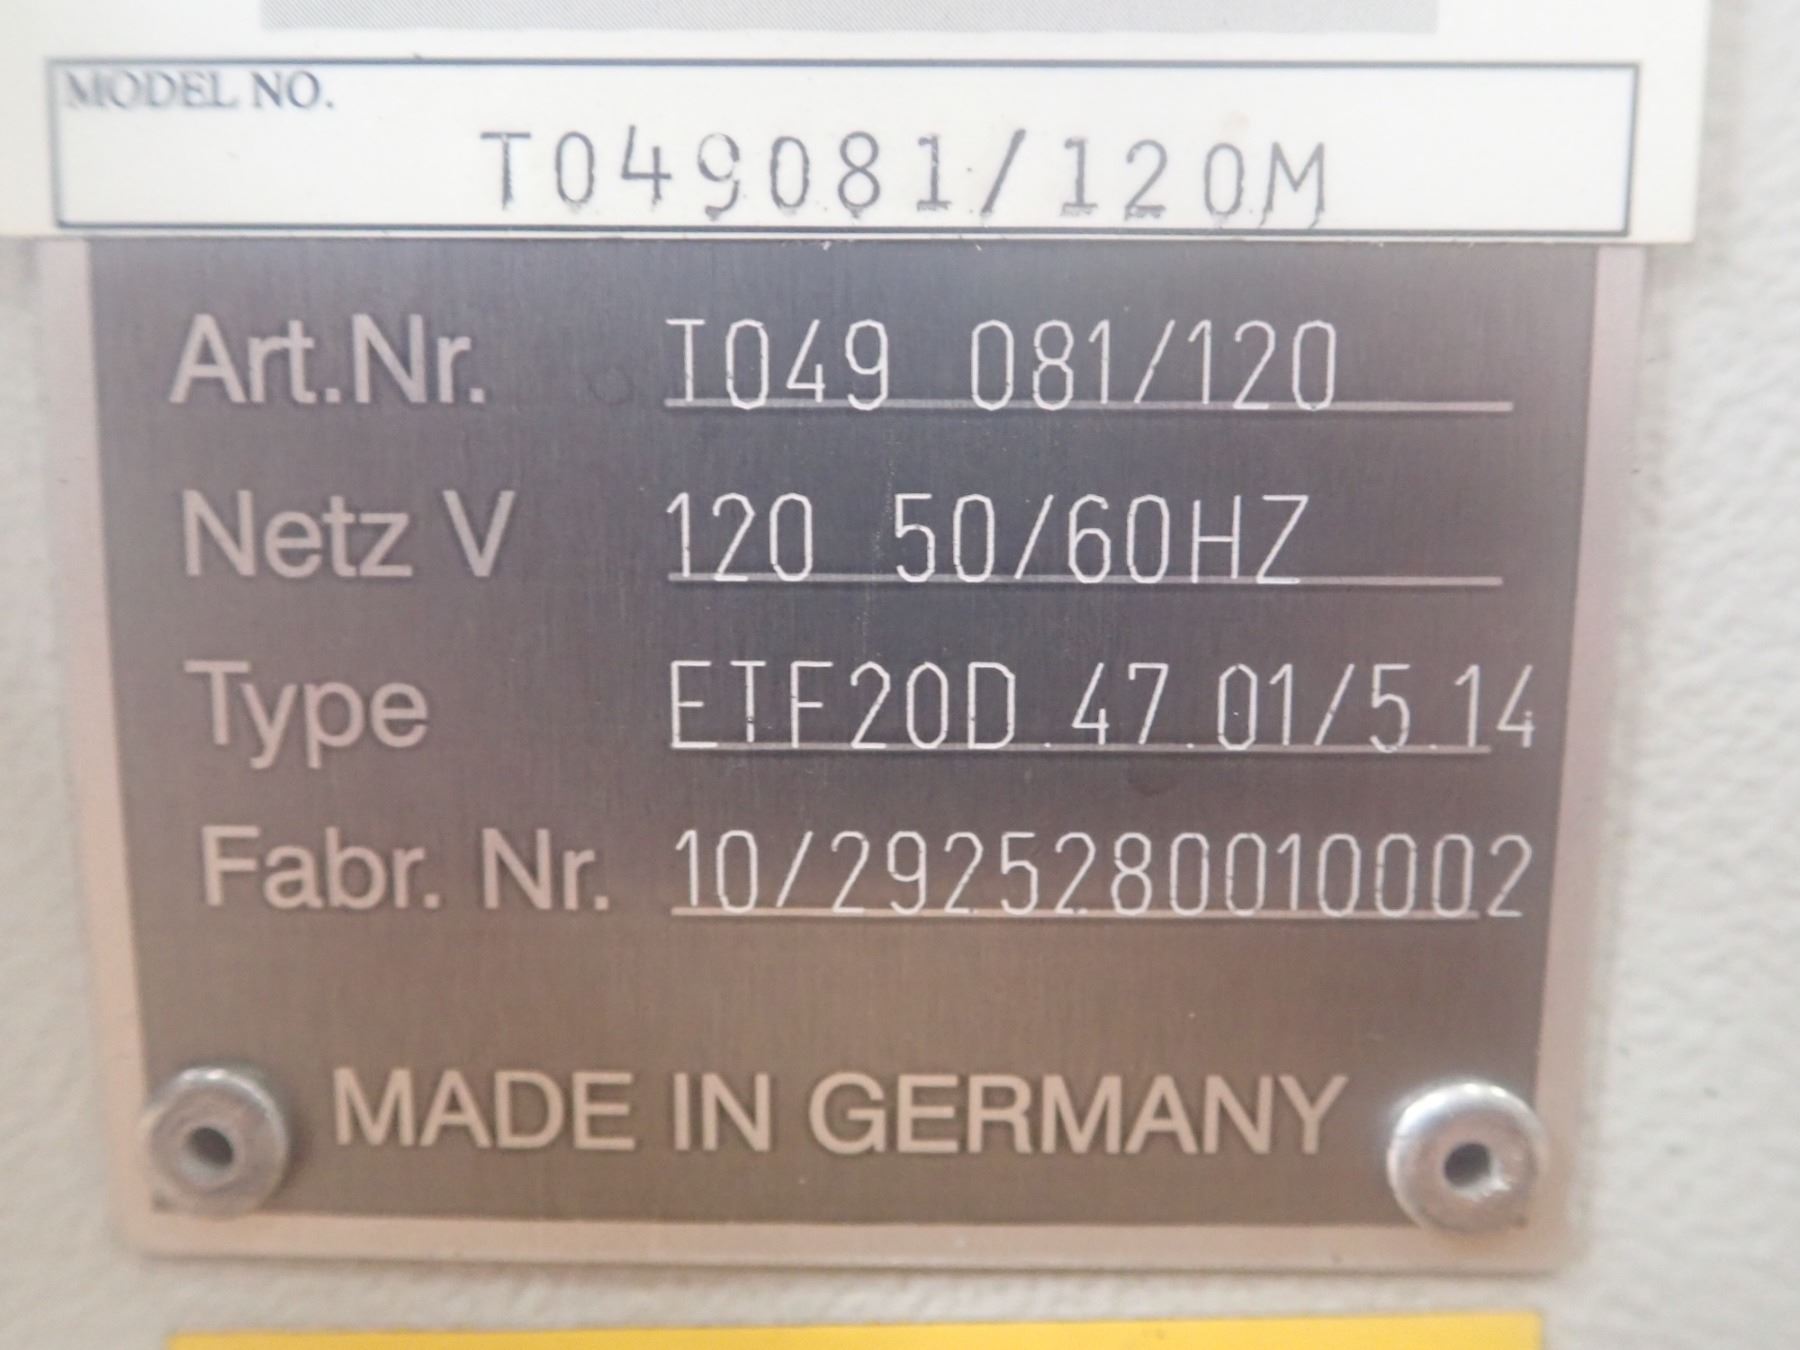 MODEL NO.
T049081/120M
Art.Nr. T049 081/120
Netz V 120 50/60HZ
Type ETF20D.47.01/5.14
Fabr. Nr. 10/2925280010002
MADE IN GERMANY